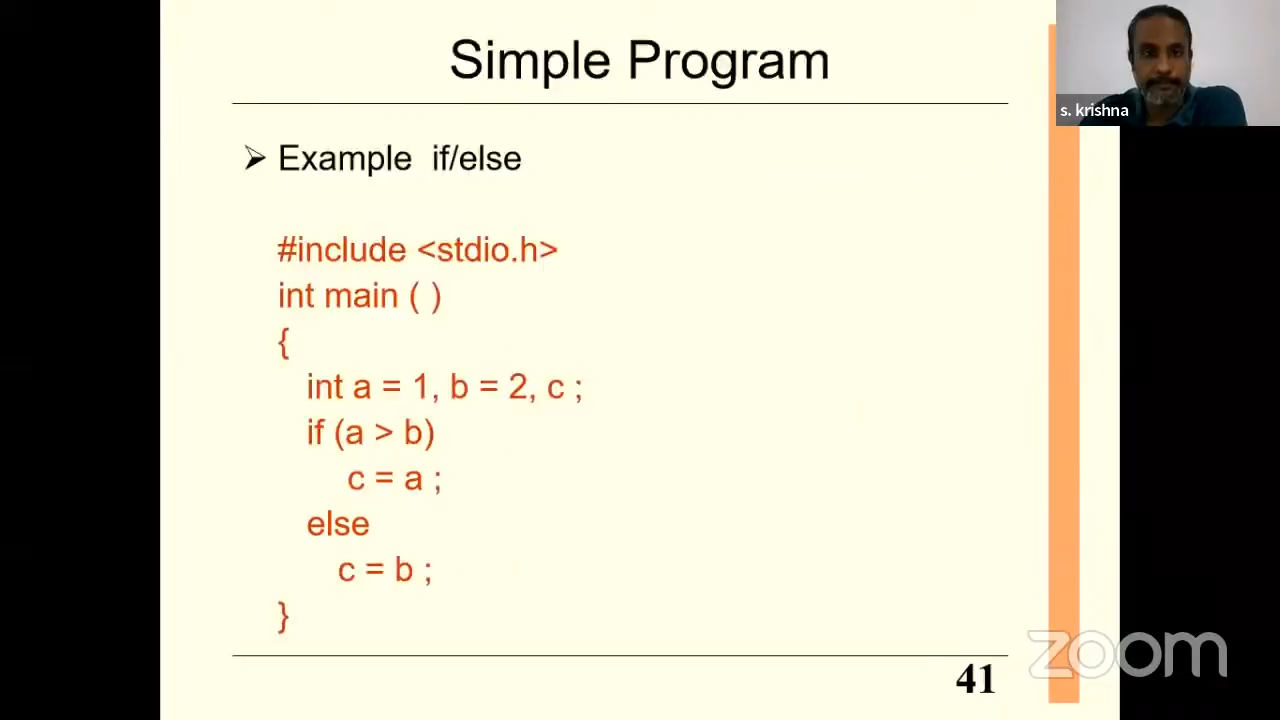 Simple Program
s. krishna
➢ Example if/else
#include <stdio.h>
int main ( )
{
int a = 1, b = 2, c ;
if (a > b)
c = a ;
else
c = b ;
}
zoom
41